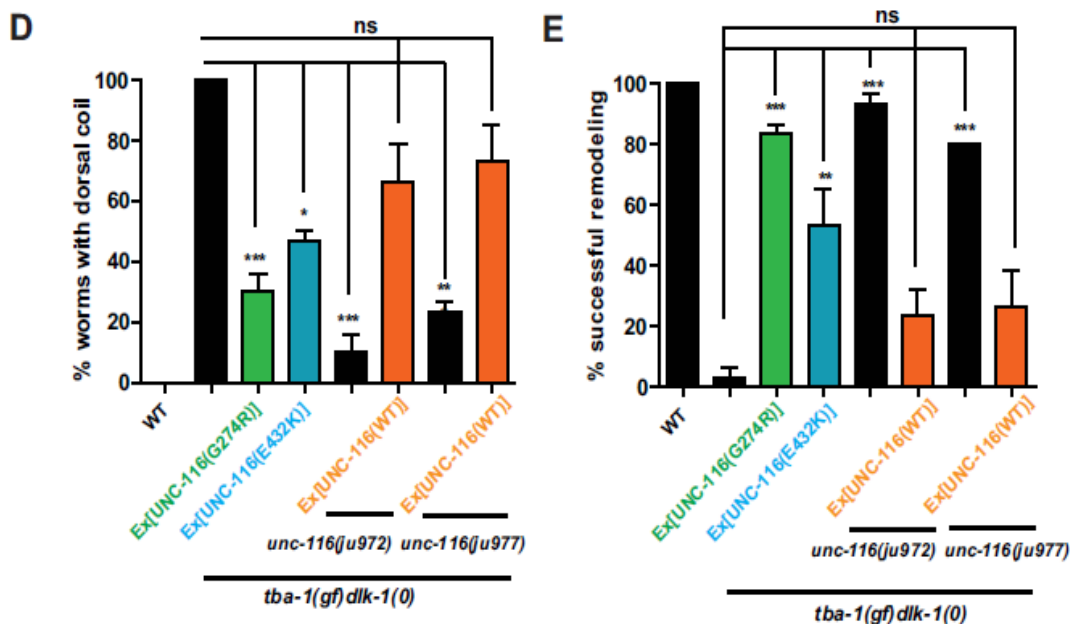 D
ns
% worms with dorsal coil
100
80
60
40
20
0
***
*
***
**
WT
Ex[UNC-116(G274R)]
Ex[UNC-116(E432K)]
Ex[UNC-116(WT)]
Ex[UNC-116(WT)]
unc-116(ju972)
unc-116(ju977)
tba-1(gf)dlk-1(0)
E
ns
% successful remodeling
100
80
60
40
20
0
***
**
***
***
WT
Ex[UNC-116(G274R)]
Ex[UNC-116(E432K)]
Ex[UNC-116(WT)]
Ex[UNC-116(WT)]
unc-116(ju972)
unc-116(ju977)
tba-1(gf)dlk-1(0)